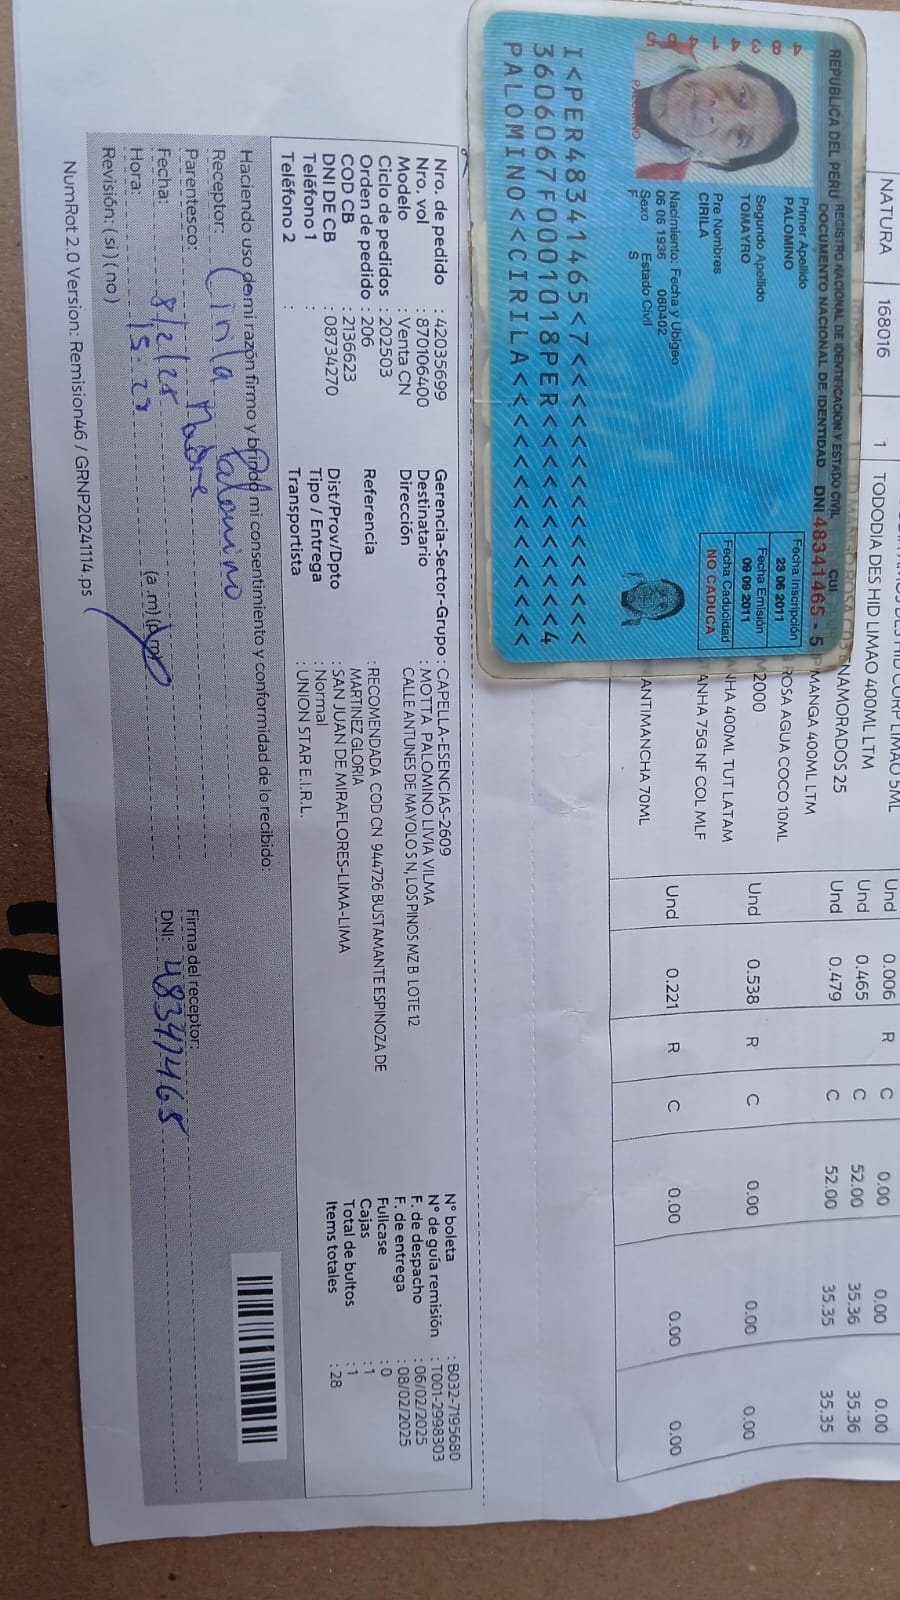 REPUBLICA DEL PERU REGISTRO NACIONAL DE IDENTIFICACION Y ESTADO CIVIL
DOCUMENTO NACIONAL DE IDENTIDAD DNI 48341465 - 5
CUI
Primer Apellido
PALOMINO
Segundo Apellido
TOMAYRO
Pre Nombres
CIRILA
Nacimiento: Fecha y Ubigeo
06 06 1936 080402
Sexo Estado Civil
F S
Fecha Inscripción
23 06 2011
Fecha Emisión
09 09 2011
Fecha Caducidad
NO CADUCA
I<PER48341465<7<<<<<<<<<<<<<<<
3606067F0001018PER<<<<<<<<<<<4
PALOMINO<<CIRILA<<<<<<<<<<<<<<
LIMAO 5ML Und 0.006 R C 0.00 0.00 0.00
NATURA 168016 1 TODODIA DES HID LIMAO 400ML LTM Und 0.465 C 52.00 35.36 35.36
NAMORADOS 25
MANGA 400ML LTM Und 0.479 C 52.00 35.35 35.35
ROSA AGUA COCO 10ML
2000
400ML TUT LATAM Und 0.538 R C 0.00 0.00 0.00
ANHA 75G NF COL MLF
ANTIMANCHA 70ML Und 0.221 R C 0.00 0.00 0.00
Nro. de pedido : 42035699
Nro. vol : 870106400
Modelo : Venta CN
Ciclo de pedidos : 202503
Orden de pedido : 206
COD CB : 2136623
DNI DE CB : 08734270
Teléfono 1 :
Teléfono 2 :
Gerencia-Sector-Grupo : CAPELLA-ESENCIAS-2609
Destinatario : MOTTA PALOMINO LIVIA VILMA
Dirección CALLE ANTUNES DE MAYOLO S N, LOS PINOS MZ B LOTE 12
Referencia : RECOMENDADA COD CN 944726 BUSTAMANTE ESPINOZA DE
MARTINEZ GLORIA
Dist/Prov/Dpto : SAN JUAN DE MIRAFLORES-LIMA-LIMA
Tipo / Entrega : Normal
Transportista : UNION STAR E.I.R.L.
N° boleta : B032-7195680
N° de guía remisión : T001-2998303
F. de despacho : 06/02/2025
F. de entrega : 08/02/2025
Fullcase : 0
Cajas : 1
Total de bultos : 1
Items totales : 28
Haciendo uso de mi razón firmo y brindo mi consentimiento y conformidad de lo recibido:
Receptor: Cirila Palomino
Parentesco: Madre
Fecha: 8/2/25
Hora: 15:23 (a.m) (p.m)
Revisión: ( si ) ( no )
Firma del receptor:
DNI: 48341465
NumRot 2.0 Version: Remision46 / GRNP20241114.ps